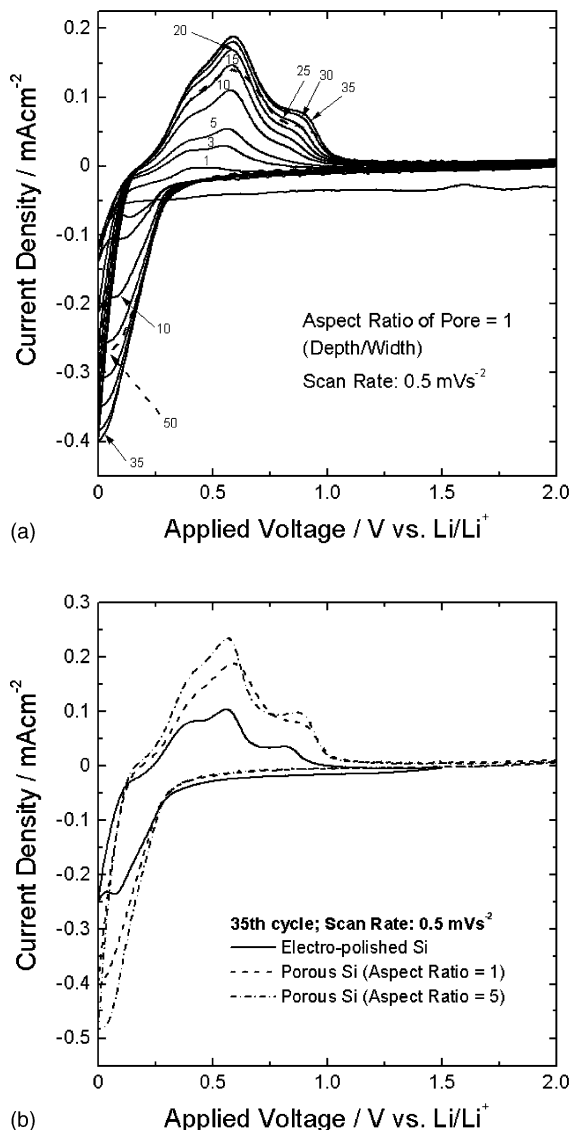 0.2
20
15
25
30
35
10
0.1
5
3
1
0
-0.1
10
-0.2
50
-0.3
35
-0.4
Current Density / mAcm⁻²
Aspect Ratio of Pore = 1
(Depth/Width)
Scan Rate: 0.5 mVs⁻²
0 0.5 1.0 1.5 2.0
(a) Applied Voltage / V vs. Li/Li⁺
0.3
0.2
0.1
0
-0.1
-0.2
-0.3
-0.4
-0.5
Current Density / mAcm⁻²
35th cycle; Scan Rate: 0.5 mVs⁻²
Electro-polished Si
Porous Si (Aspect Ratio = 1)
Porous Si (Aspect Ratio = 5)
0 0.5 1.0 1.5 2.0
(b) Applied Voltage / V vs. Li/Li⁺